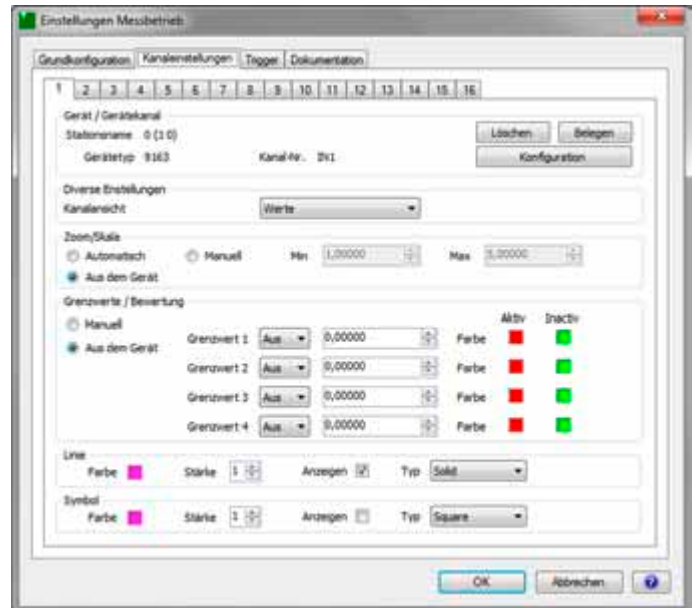 Einstellungen Messbetrieb
Grundkonfiguration Kanaleinstellungen Trigger Dokumentation
1 2 3 4 5 6 7 8 9 10 11 12 13 14 15 16
Gerät / Gerätekanal
Stationsname 0 (1 0) Löschen Belegen
Gerätetyp 9163 Kanal-Nr. IN1 Konfiguration
Diverse Einstellungen
Kanalansicht Werte
Zoom/Skale
Automatisch Manuell Min 1,00000 Max 5,00000
Aus dem Gerät
Grenzwerte / Bewertung
Aktiv Inactiv
Manuell
Aus dem Gerät
Grenzwert 1 Aus 0,00000 Farbe
Grenzwert 2 Aus 0,00000 Farbe
Grenzwert 3 Aus 0,00000 Farbe
Grenzwert 4 Aus 0,00000 Farbe
Linie
Farbe Stärke 1 Anzeigen Typ Solid
Symbol
Farbe Stärke 1 Anzeigen Typ Square
OK Abbrechen ?